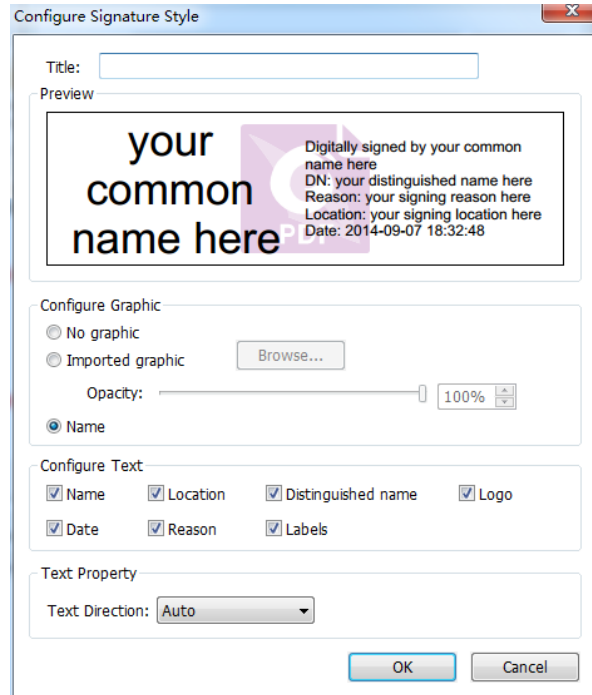 Configure Signature Style
Title:
Preview
your
common
name here
Digitally signed by your common
name here
DN: your distinguished name here
Reason: your signing reason here
Location: your signing location here
Date: 2014-09-07 18:32:48
PDF
Configure Graphic
No graphic
Imported graphic
Browse...
Opacity:
100%
Name
Configure Text
Name Location Distinguished name Logo
Date Reason Labels
Text Property
Text Direction: Auto
OK Cancel